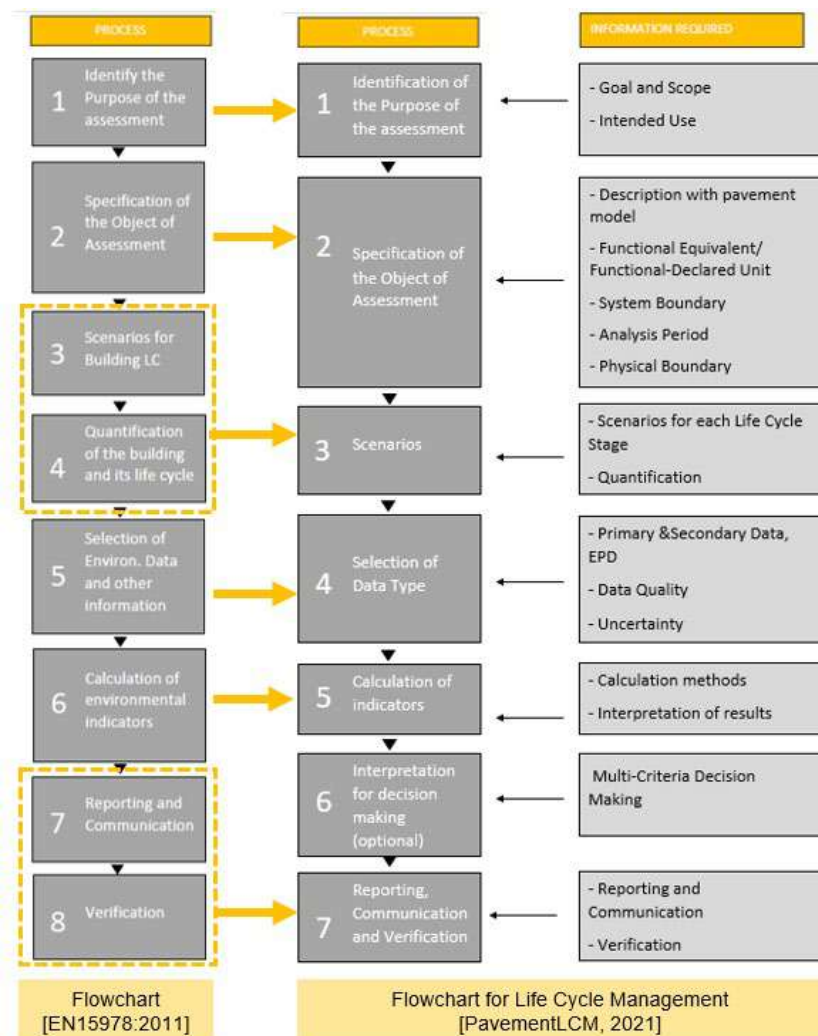 PROCESS
1
Identify the
Purpose of the
assessment
2
Specification of
the Object of
Assessment
3
Scenarios for
Building LC
4
Quantification
of the building
and its life cycle
5
Selection of
Environ. Data
and other
information
6
Calculation of
environmental
indicators
7
Reporting and
Communication
8
Verification
Flowchart
[EN15978:2011]
PROCESS
1
Identification of
the Purpose of
the assessment
2
Specification of
the Object of
Assessment
3
Scenarios
4
Selection of
Data Type
5
Calculation of
indicators
6
Interpretation
for decision
making
(optional)
7
Reporting,
Communication
and Verification
INFORMATION REQUIRED
- Goal and Scope
- Intended Use
- Description with pavement
model
- Functional Equivalent/
Functional-Declared Unit
- System Boundary
- Analysis Period
- Physical Boundary
- Scenarios for each Life Cycle
Stage
- Quantification
- Primary &Secondary Data,
EPD
- Data Quality
- Uncertainty
- Calculation methods
- Interpretation of results
Multi-Criteria Decision
Making
- Reporting and
Communication
- Verification
Flowchart for Life Cycle Management
[PavementLCM, 2021]